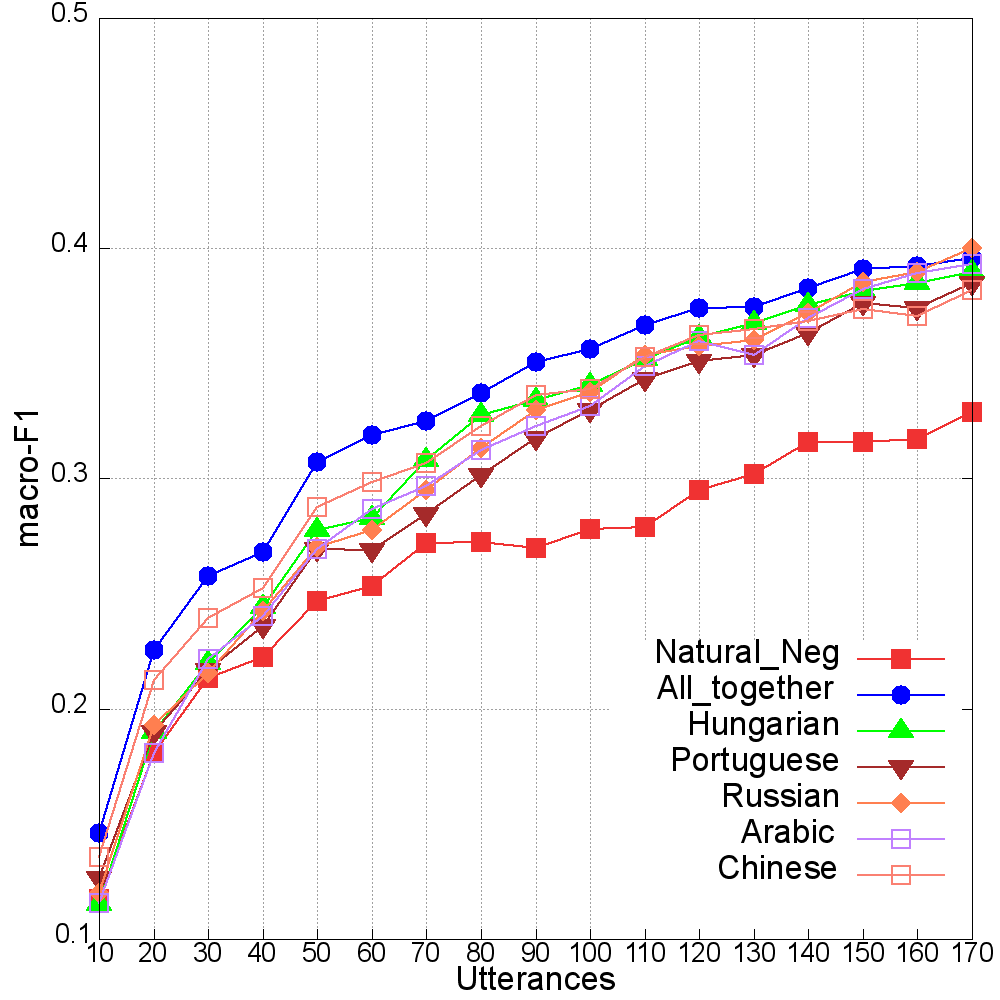 0.5
0.4
0.3
0.2
0.1
macro-F1
Natural_Neg
All_together
Hungarian
Portuguese
Russian
Arabic
Chinese
10 20 30 40 50 60 70 80 90 100 110 120 130 140 150 160 170
Utterances